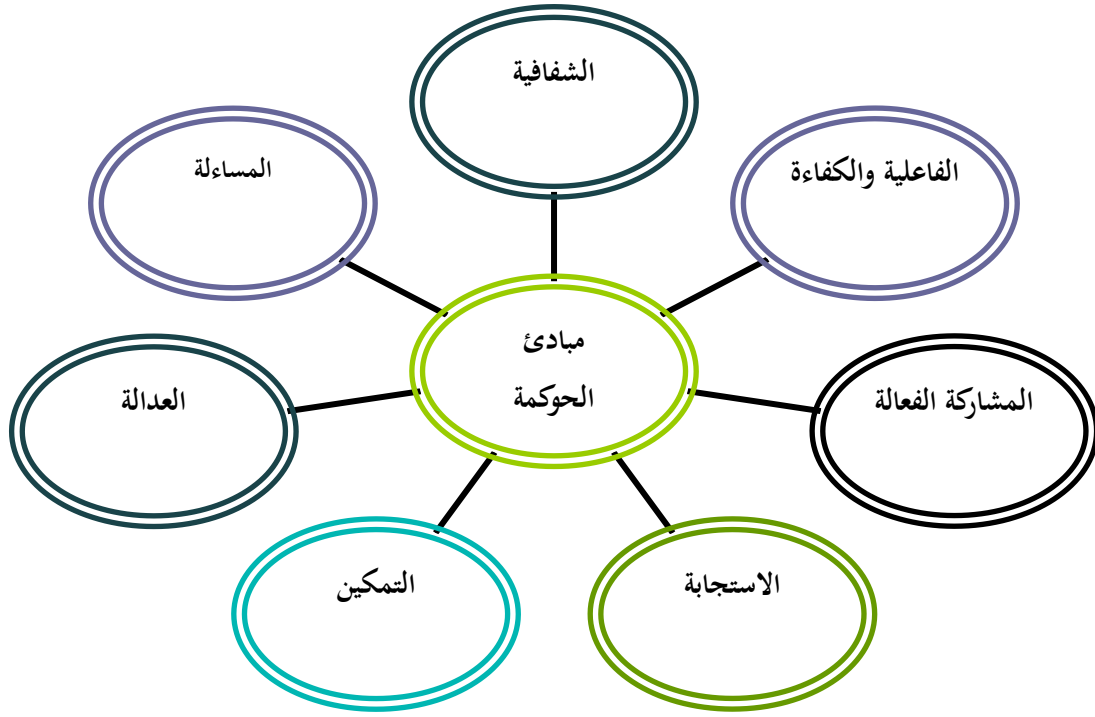 الشفافية
الفاعلية والكفاءة
المساءلة
مبادئ
الحوكمة
المشاركة الفعالة
العدالة
الاستجابة
التمكين